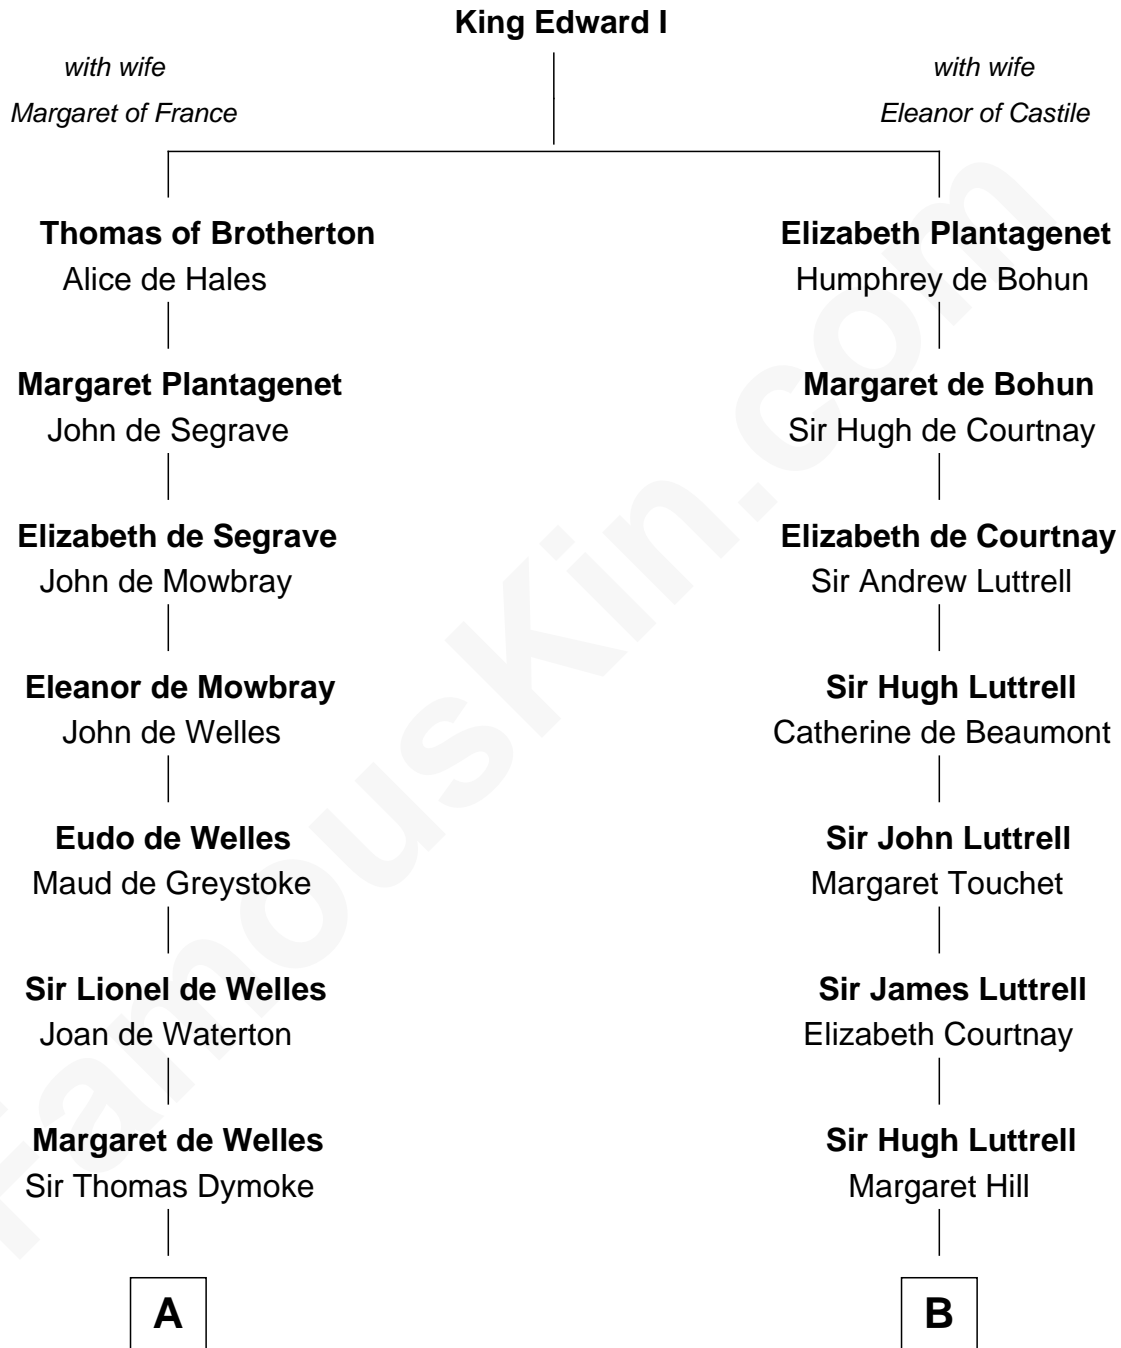 King Edward I
with wife
Margaret of France
with wife
Eleanor of Castile
Thomas of Brotherton
Alice de Hales
Elizabeth Plantagenet
Humphrey de Bohun
Margaret Plantagenet
John de Segrave
Margaret de Bohun
Sir Hugh de Courtnay
Elizabeth de Segrave
John de Mowbray
Elizabeth de Courtnay
Sir Andrew Luttrell
Eleanor de Mowbray
John de Welles
Sir Hugh Luttrell
Catherine de Beaumont
Eudo de Welles
Maud de Greystoke
Sir John Luttrell
Margaret Touchet
Sir Lionel de Welles
Joan de Waterton
Sir James Luttrell
Elizabeth Courtnay
Margaret de Welles
Sir Thomas Dymoke
Sir Hugh Luttrell
Margaret Hill
A
B
FamousKin.com